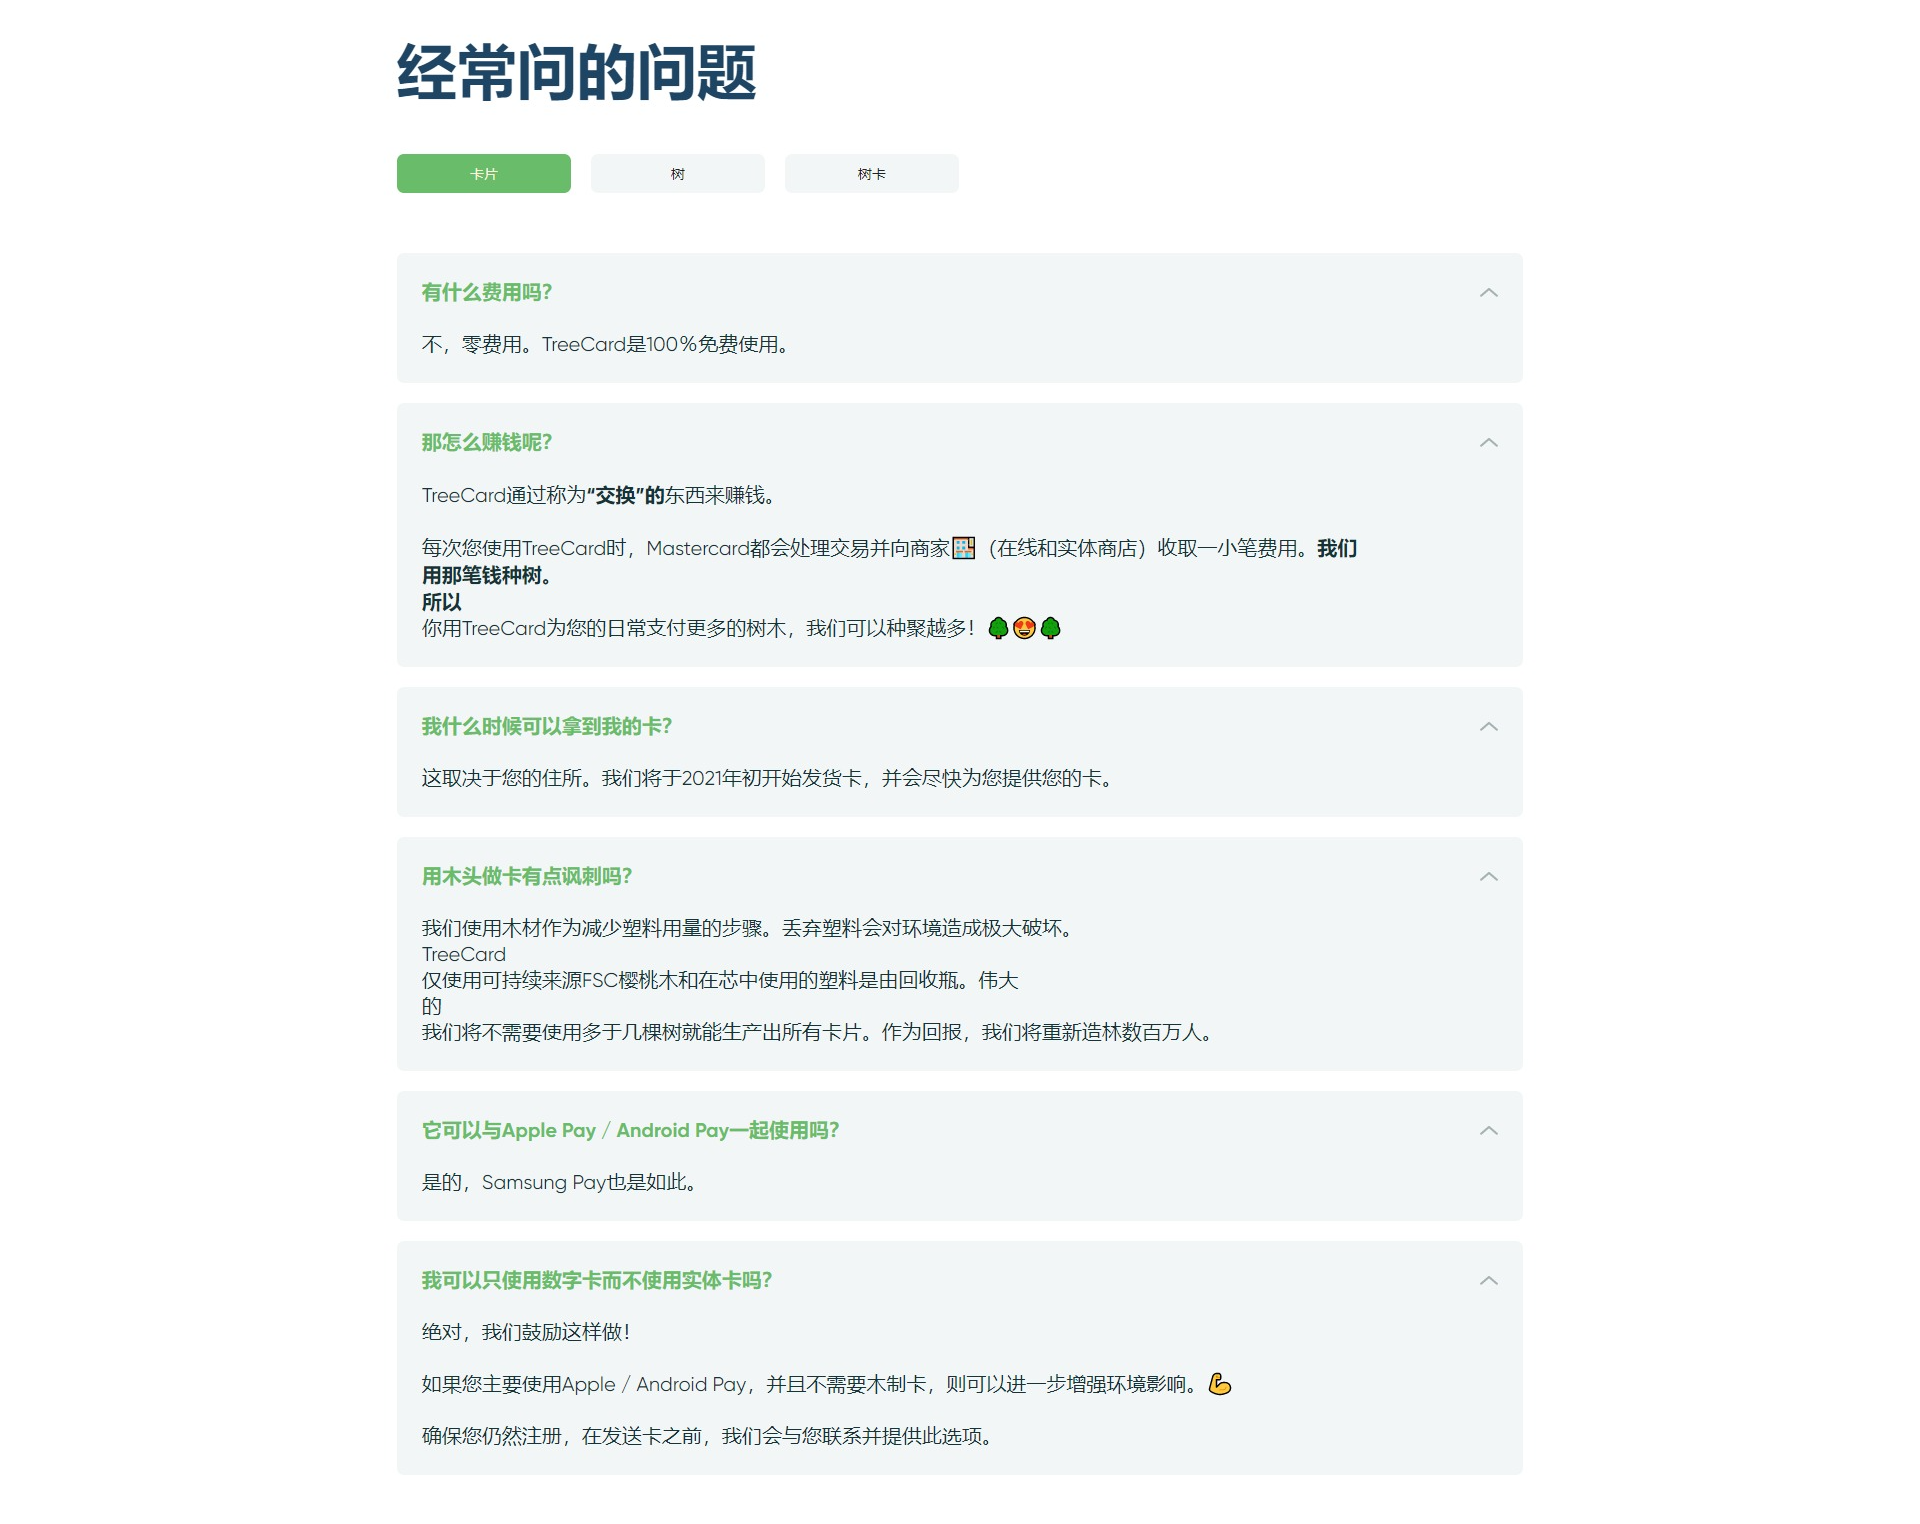 经常问的问题
卡片
树
树卡
有什么费用吗？
不，零费用。TreeCard是100％免费使用。
那怎么赚钱呢？
TreeCard通过称为“交换”的东西来赚钱。
每次您使用TreeCard时，Mastercard都会处理交易并向商家🏪（在线和实体商店）收取一小笔费用。我们
用那笔钱种树。
所以
你用TreeCard为您的日常支付更多的树木，我们可以种聚越多！🌳😍🌳
我什么时候可以拿到我的卡？
这取决于您的住所。我们将于2021年初开始发货卡，并会尽快为您提供您的卡。
用木头做卡有点讽刺吗？
我们使用木材作为减少塑料用量的步骤。丢弃塑料会对环境造成极大破坏。
TreeCard
仅使用可持续来源FSC樱桃木和在芯中使用的塑料是由回收瓶。伟大
的
我们将不需要使用多于几棵树就能生产出所有卡片。作为回报，我们将重新造林数百万人。
它可以与Apple Pay / Android Pay一起使用吗？
是的，Samsung Pay也是如此。
我可以只使用数字卡而不使用实体卡吗？
绝对，我们鼓励这样做！
如果您主要使用Apple / Android Pay，并且不需要木制卡，则可以进一步增强环境影响。💪
确保您仍然注册，在发送卡之前，我们会与您联系并提供此选项。